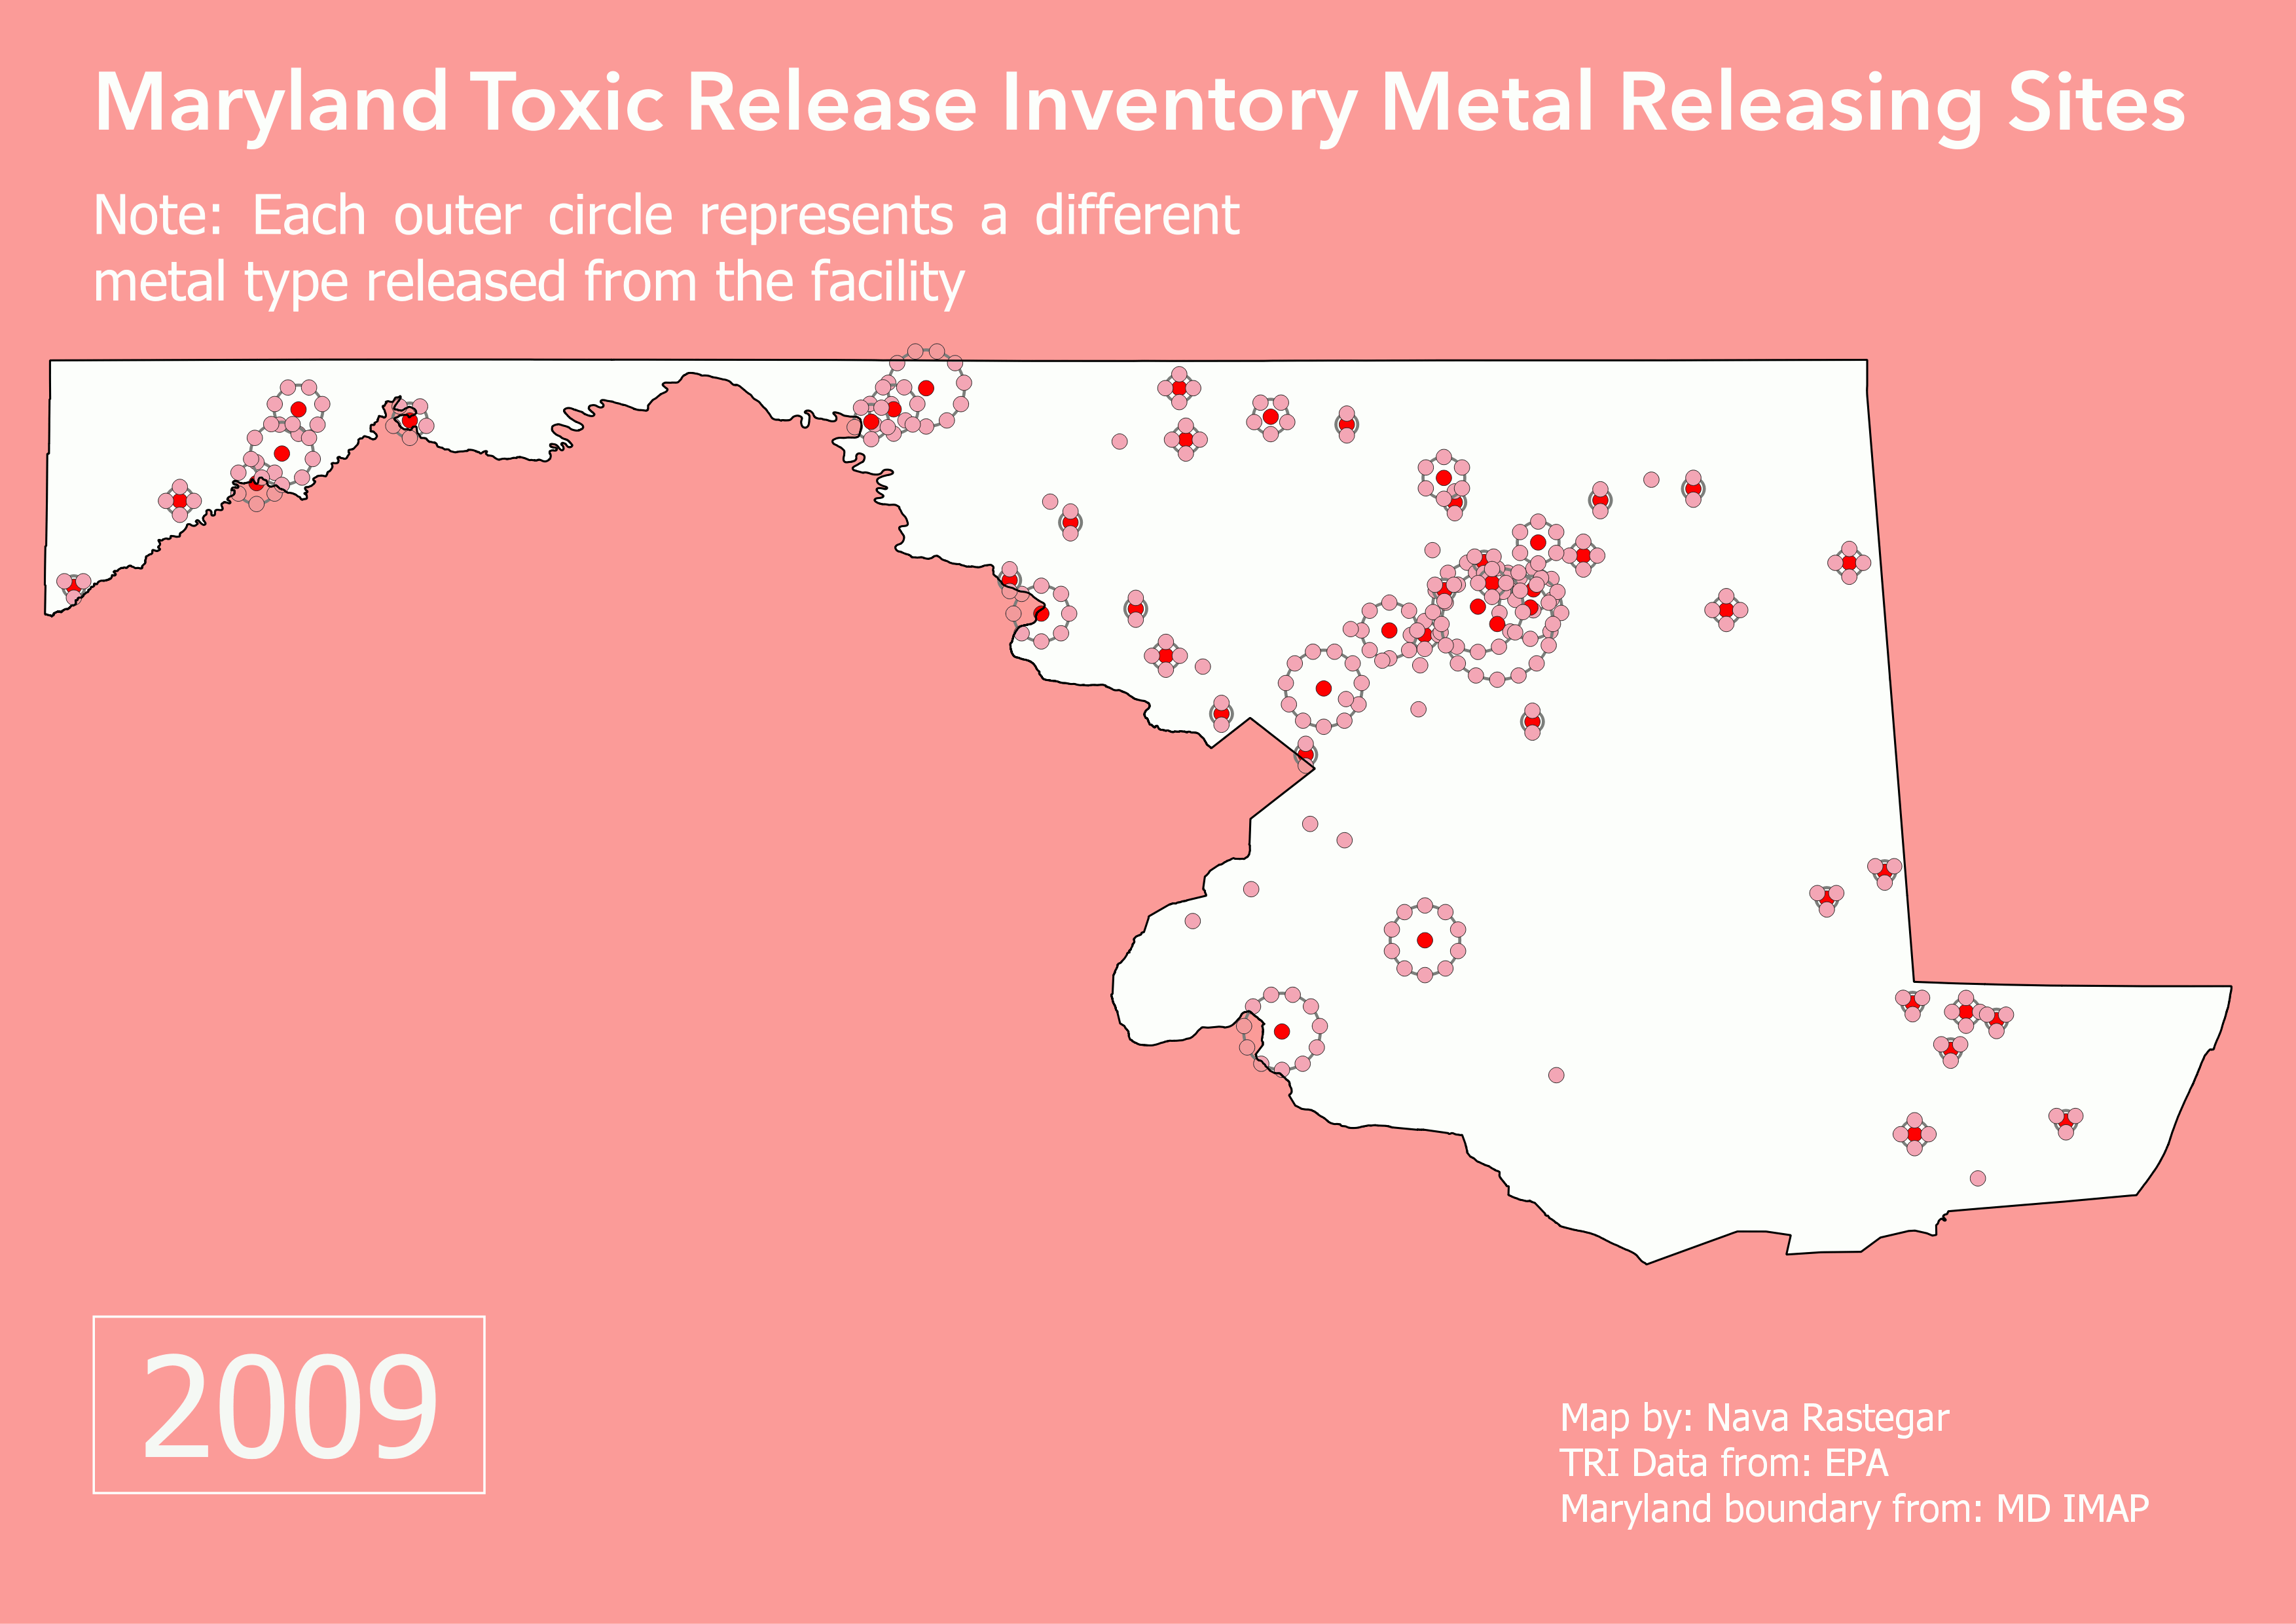 Maryland Toxic Release Inventory Metal Releasing Sites
Note: Each outer circle represents a different
metal type released from the facility
2009
Map by: Nava Rastegar
TRI Data from: EPA
Maryland boundary from: MD IMAP